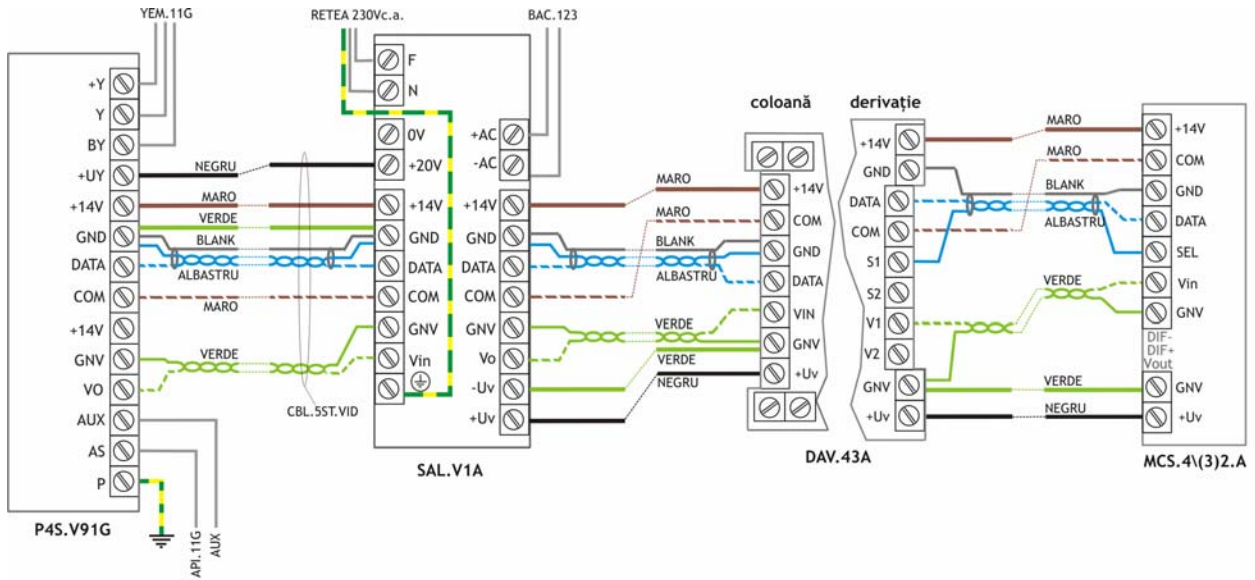 YEM.11G
RETEA 230Vc.a.
BAC.123
+Y
Y
BY
+UY
+14V
GND
DATA
COM
+14V
GNV
VO
AUX
AS
P
P4S.V91G
API.11G
AUX
NEGRU
MARO
VERDE
BLANK
ALBASTRU
MARO
VERDE
CBL.5ST.VID
F
N
0V
+20V
+14V
GND
DATA
COM
GNV
Vin
+AC
-AC
+14V
GND
DATA
COM
GNV
Vo
-Uv
+Uv
SAL.V1A
MARO
MARO
BLANK
ALBASTRU
VERDE
VERDE
NEGRU
coloană
+14V
COM
GND
DATA
VIN
GNV
+Uv
derivație
+14V
GND
DATA
COM
S1
S2
V1
V2
GNV
+Uv
DAV.43A
MARO
MARO
BLANK
ALBASTRU
VERDE
VERDE
NEGRU
+14V
COM
GND
DATA
SEL
Vin
GNV
DIF-
DIF+
Vout
GNV
+Uv
MCS.4\(3)2.A